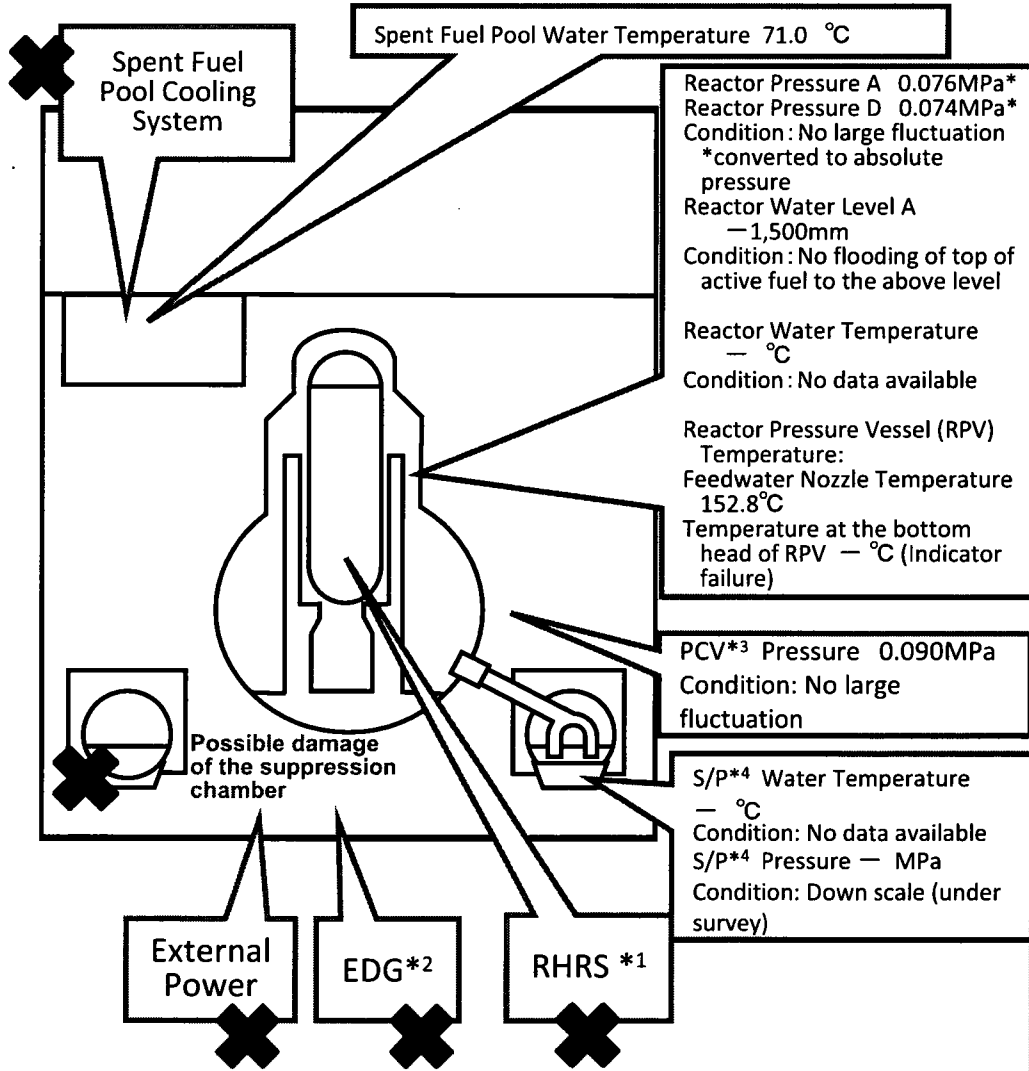 Spent Fuel Pool Water Temperature 71.0 ℃
Spent Fuel
Pool Cooling
System
Reactor Pressure A 0.076MPa*
Reactor Pressure D 0.074MPa*
Condition : No large fluctuation
*converted to absolute
pressure
Reactor Water Level A
－1,500mm
Condition : No flooding of top of
active fuel to the above level
Reactor Water Temperature
－ ℃
Condition : No data available
Reactor Pressure Vessel (RPV)
Temperature:
Feedwater Nozzle Temperature
152.8℃
Temperature at the bottom
head of RPV － ℃ (Indicator
failure)
PCV*3 Pressure 0.090MPa
Condition: No large
fluctuation
Possible damage
of the suppression
chamber
S/P*4 Water Temperature
－ ℃
Condition: No data available
S/P*4 Pressure － MPa
Condition: Down scale (under
survey)
External
Power
EDG*2
RHRS *1